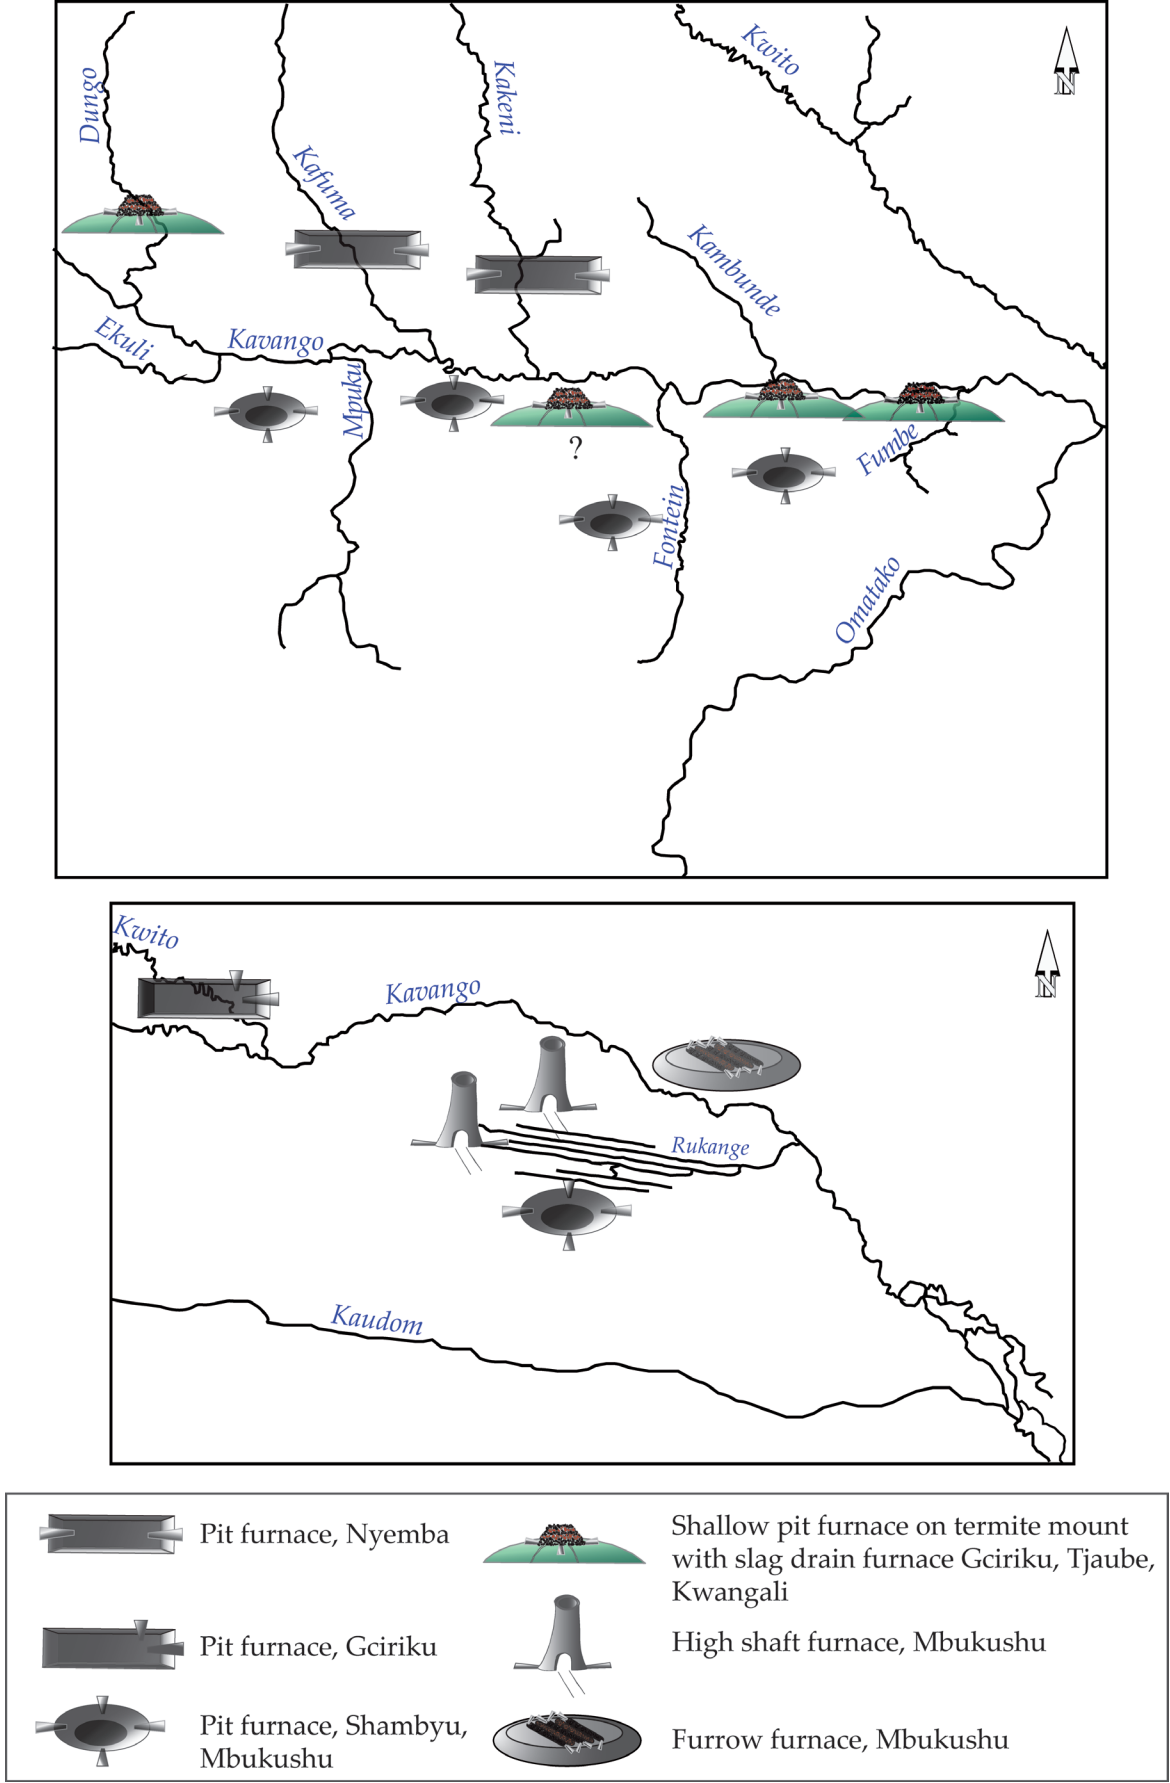 Kwito
N
Dungo
Kakeni
Kafuma
Kambunde
Ekuli
Kavango
Mpuku
?
Fumbe
Fontein
Omatako
Kwito
Kavango
N
Rukange
Kaudom
Pit furnace, Nyemba
Pit furnace, Gciriku
Pit furnace, Shambyu,
Mbukushu
Shallow pit furnace on termite mount
with slag drain furnace Gciriku, Tjaube,
Kwangali
High shaft furnace, Mbukushu
Furrow furnace, Mbukushu